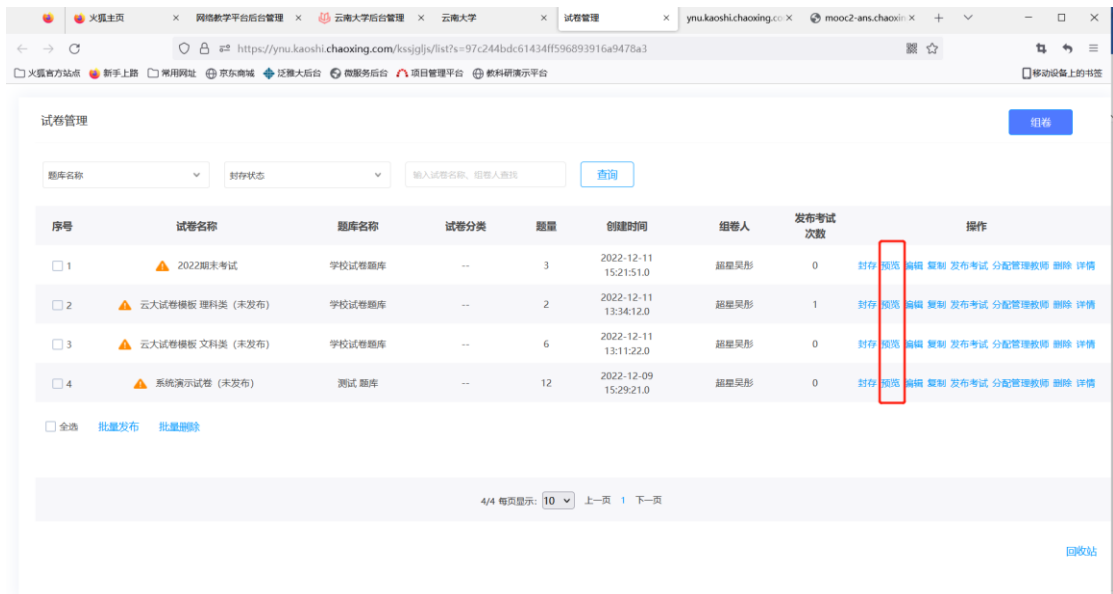 火狐主页 × 网络教学平台后台管理 × 云南大学后台管理 × 云南大学 × 试卷管理 × ynu.kaoshi.chaoxing.co × mooc2-ans.chaoxin × +
https://ynu.kaoshi.chaoxing.com/kssjgljs/list?s=97c244bdc61434ff596893916a9478a3
火狐官方站点 新手上路 常用网址 京东商城 泛雅大后台 微服务后台 项目管理平台 教科研演示平台 移动设备上的书签
试卷管理 组卷
题库名称 封存状态 输入试卷名称、组卷人查找 查询
序号 试卷名称 题库名称 试卷分类 题量 创建时间 组卷人 发布考试次数 操作
1 2022期末考试 学校试卷题库 -- 3 2022-12-11 15:21:51.0 超星吴彤 0 封存 预览 编辑 复制 发布考试 分配管理教师 删除 详情
2 云大试卷模板 理科类（未发布） 学校试卷题库 -- 2 2022-12-11 13:34:12.0 超星吴彤 1 封存 预览 编辑 复制 发布考试 分配管理教师 删除 详情
3 云大试卷模板 文科类（未发布） 学校试卷题库 -- 6 2022-12-11 13:11:22.0 超星吴彤 0 封存 预览 编辑 复制 发布考试 分配管理教师 删除 详情
4 系统演示试卷（未发布） 测试 题库 -- 12 2022-12-09 15:29:21.0 超星吴彤 0 封存 预览 编辑 复制 发布考试 分配管理教师 删除 详情
全选 批量发布 批量删除
4/4 每页显示: 10 上一页 1 下一页
回收站